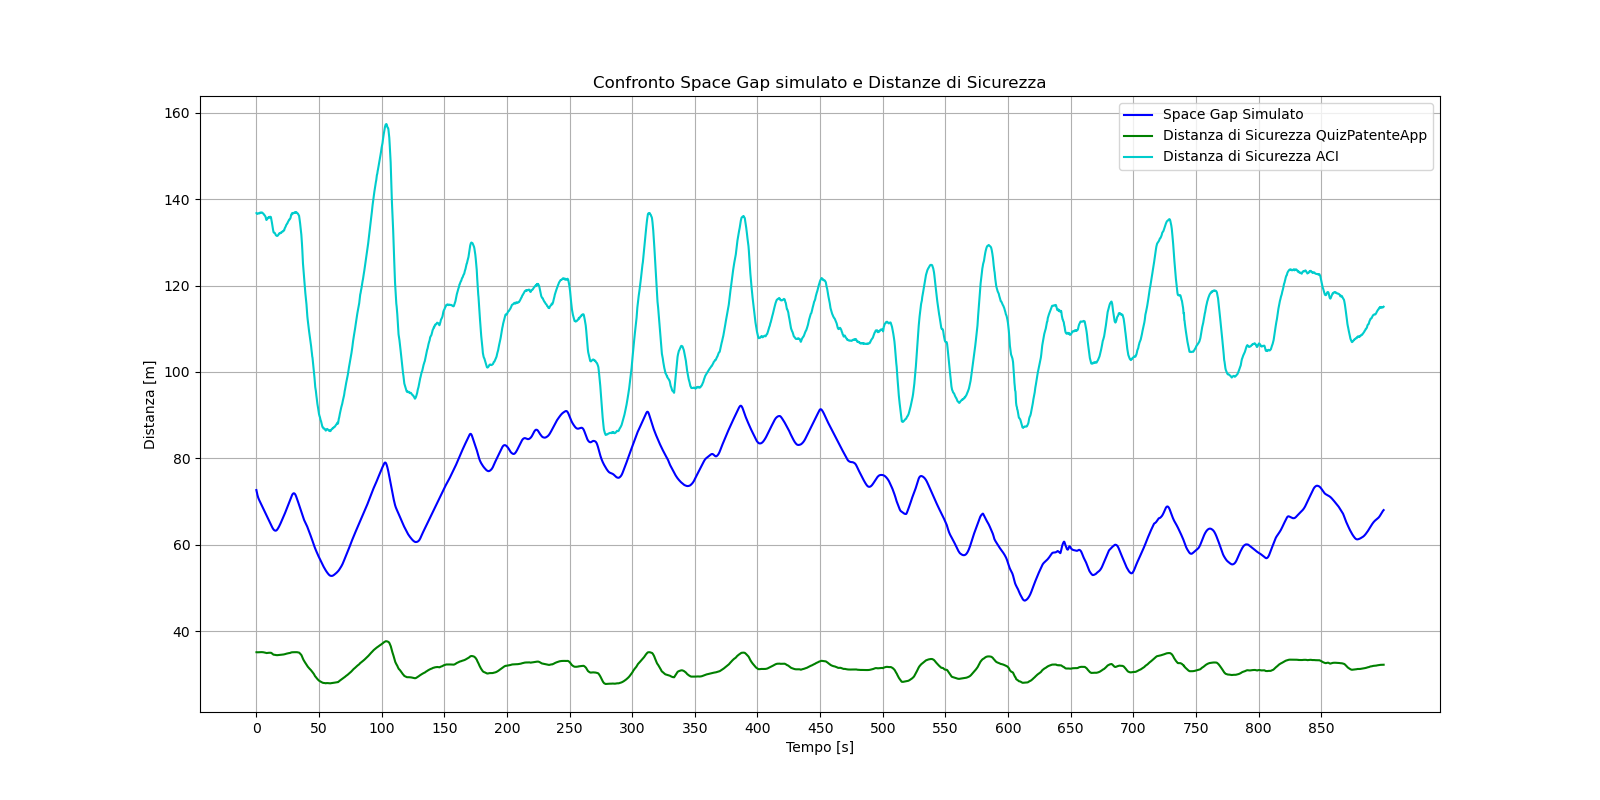 Confronto Space Gap simulato e Distanze di Sicurezza
Space Gap Simulato
Distanza di Sicurezza QuizPatenteApp
Distanza di Sicurezza ACI
Distanza [m]
160
140
120
100
80
60
40
0 50 100 150 200 250 300 350 400 450 500 550 600 650 700 750 800 850
Tempo [s]